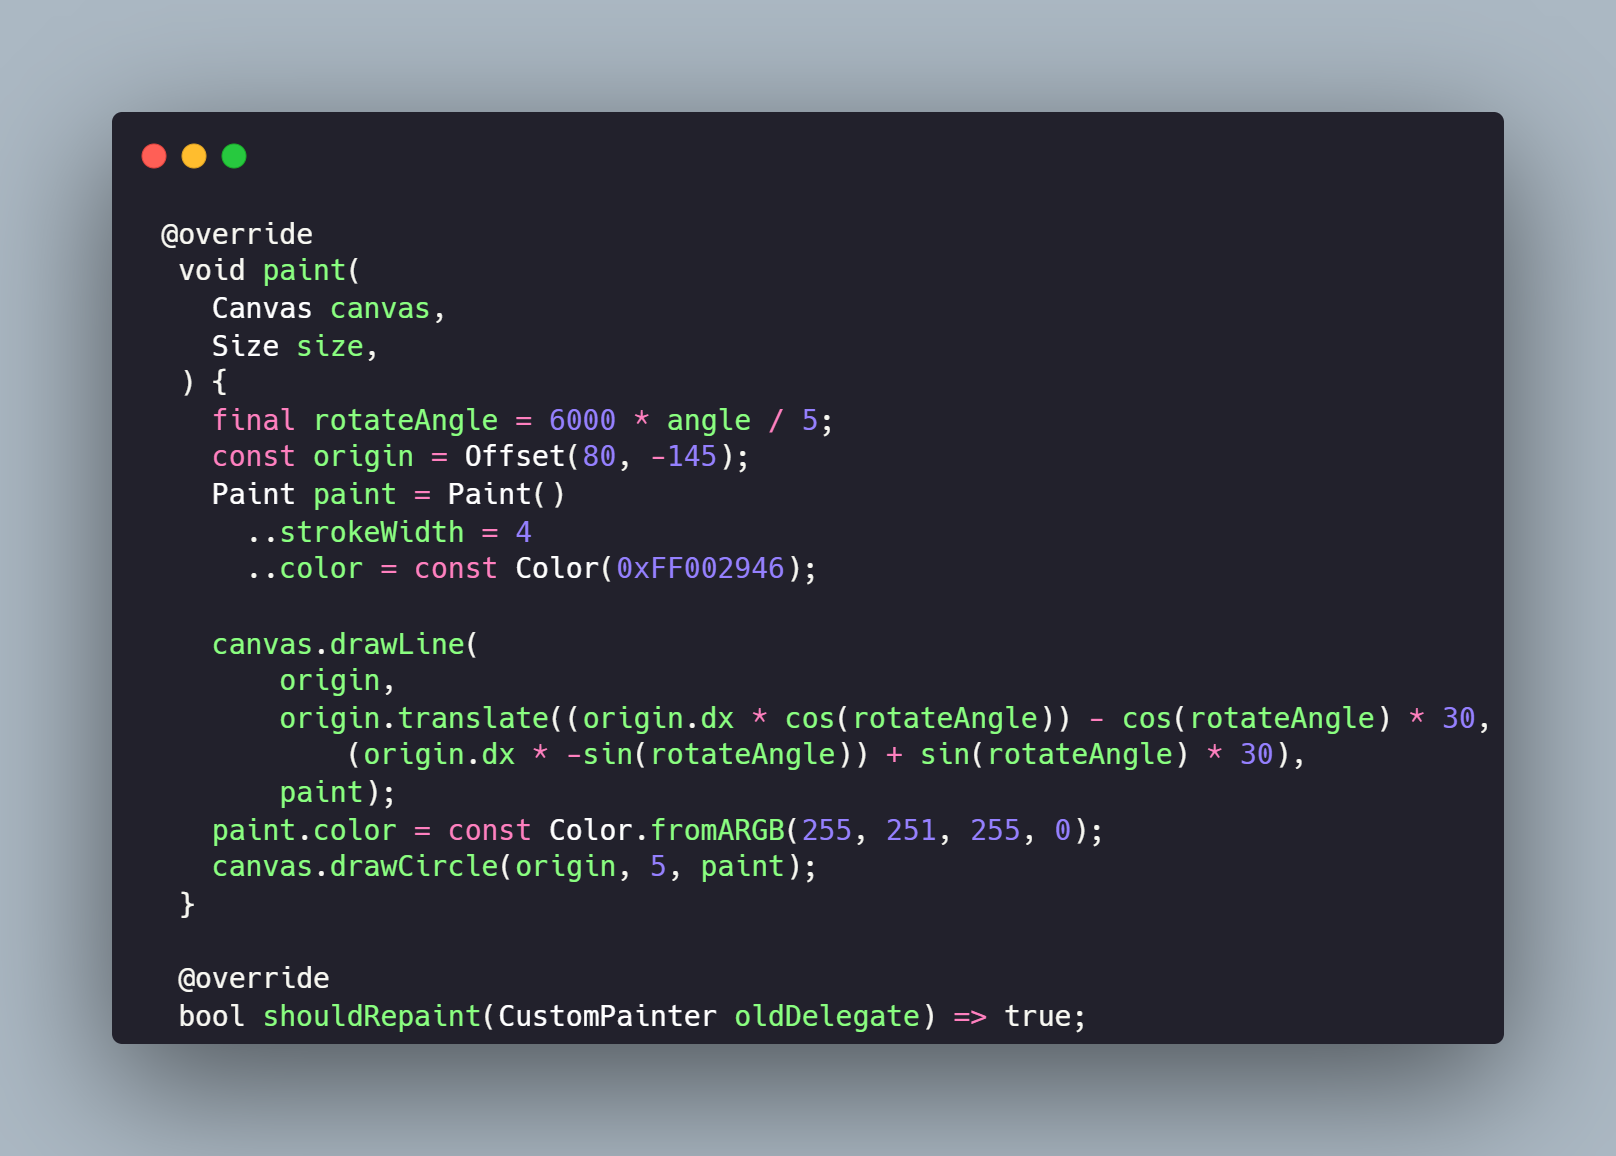 @override
void paint(
Canvas canvas,
Size size,
) {
final rotateAngle = 6000 * angle / 5;
const origin = Offset(80, -145);
Paint paint = Paint()
..strokeWidth = 4
..color = const Color(0xFF002946);
canvas.drawLine(
origin,
origin.translate((origin.dx * cos(rotateAngle)) - cos(rotateAngle) * 30,
(origin.dx * -sin(rotateAngle)) + sin(rotateAngle) * 30),
paint);
paint.color = const Color.fromARGB(255, 251, 255, 0);
canvas.drawCircle(origin, 5, paint);
}
@override
bool shouldRepaint(CustomPainter oldDelegate) => true;